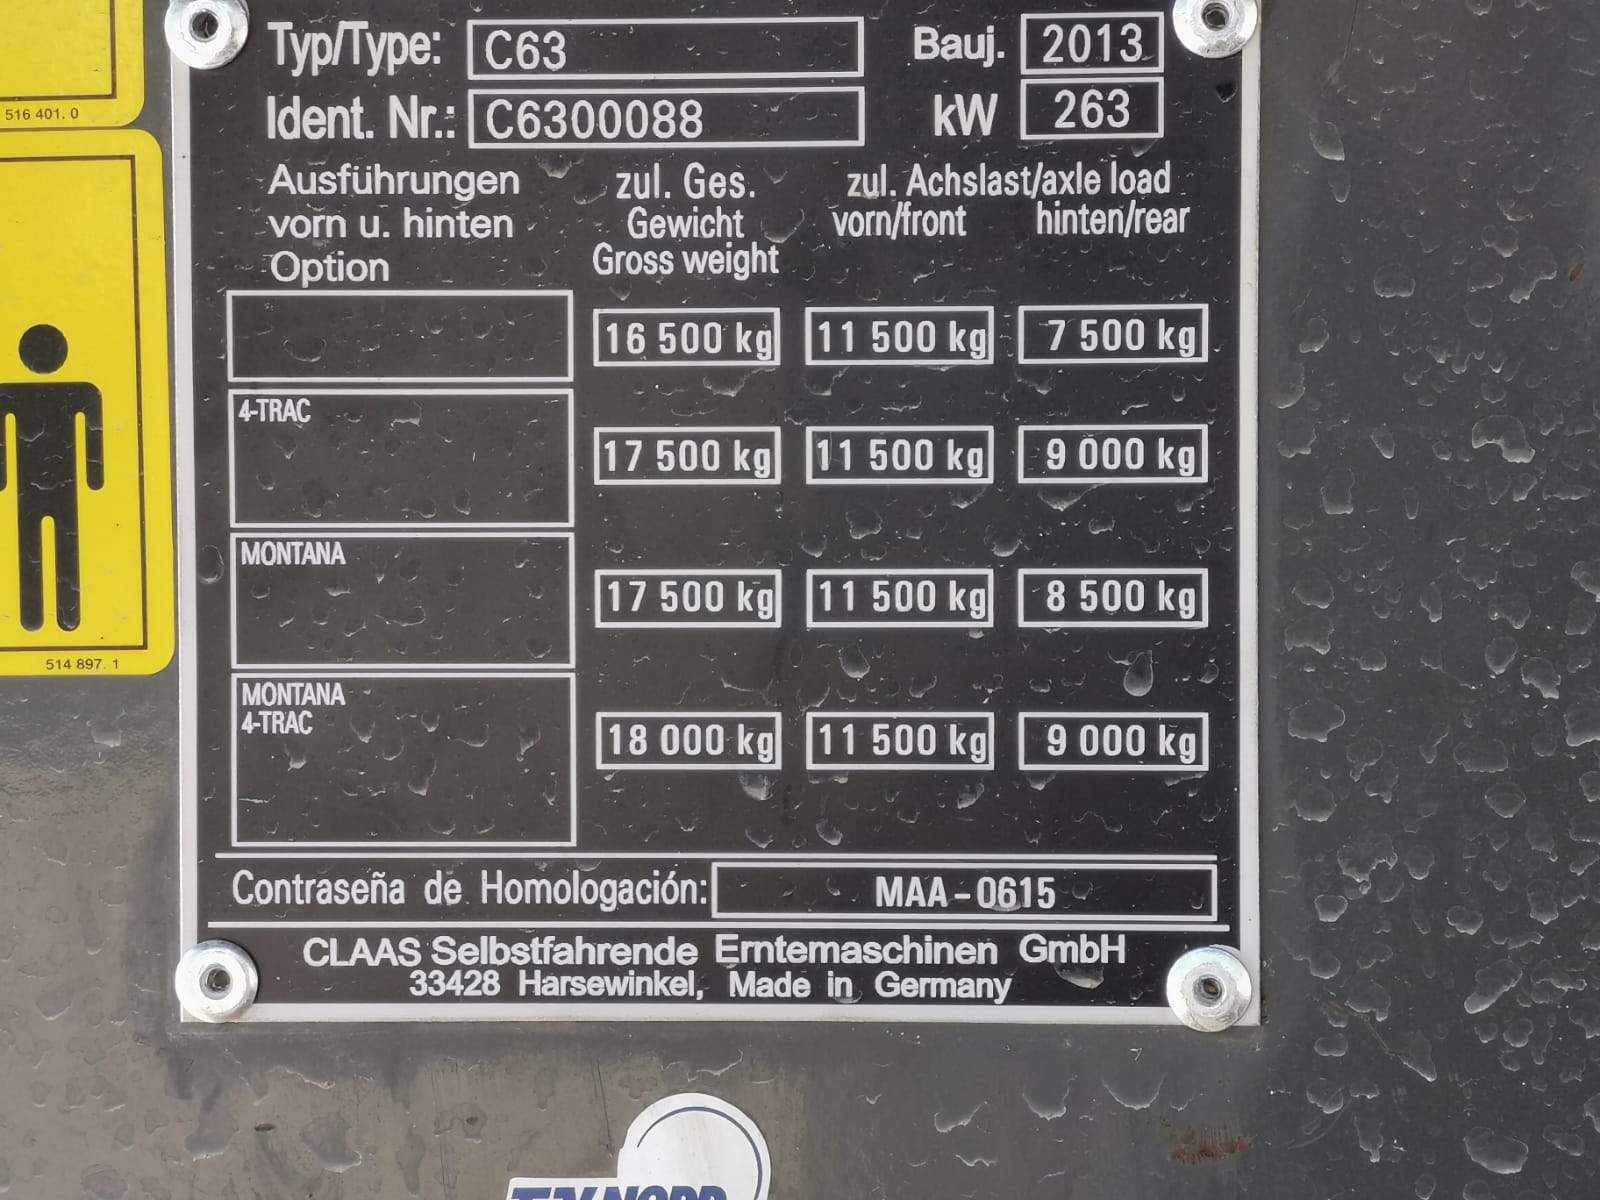 516 401. 0
Typ/Type: C63 Bauj. 2013
Ident. Nr.: C6300088 kW 263
Ausführungen zul. Ges. zul. Achslast/axle load
vorn u. hinten Gewicht vorn/front hinten/rear
Option Gross weight
16 500 kg 11 500 kg 7 500 kg
4-TRAC
17 500 kg 11 500 kg 9 000 kg
MONTANA
17 500 kg 11 500 kg 8 500 kg
MONTANA
4-TRAC
18 000 kg 11 500 kg 9 000 kg
514 897. 1
Contraseña de Homologación: MAA-0615
CLAAS Selbstfahrende Erntemaschinen GmbH
33428 Harsewinkel, Made in Germany